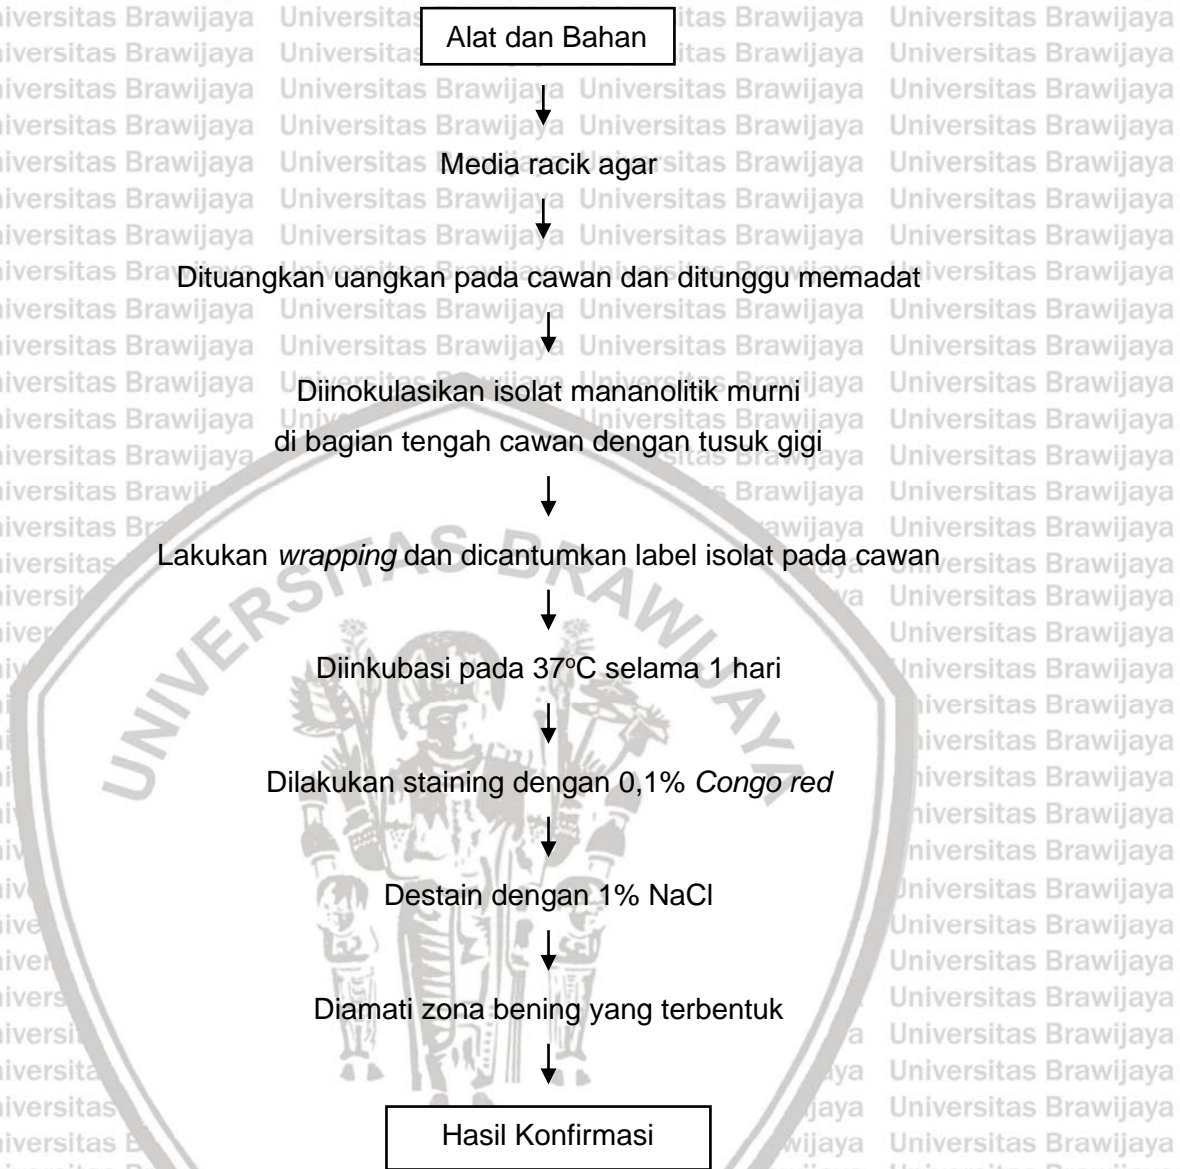 Alat dan Bahan
Media racik agar
Dituangkan uangkan pada cawan dan ditunggu memadat
Diinokulasikan isolat mananolitik murni
di bagian tengah cawan dengan tusuk gigi
Lakukan wrapping dan dicantumkan label isolat pada cawan
Diinkubasi pada 37°C selama 1 hari
Dilakukan staining dengan 0,1% Congo red
Destain dengan 1% NaCl
Diamati zona bening yang terbentuk
Hasil Konfirmasi
UNIVERSITAS BRAWIJAYA